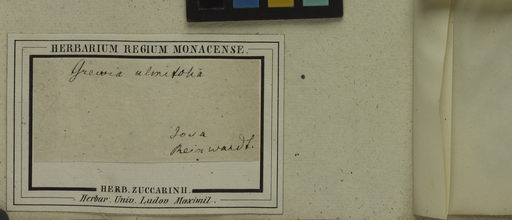 HERBARIUM REGIUM MONACENSE.
Grewia ulmifolia
Java
Reinwardt.
HERB. ZUCCARINII.
Herbar. Univ. Ludov. Maximil.